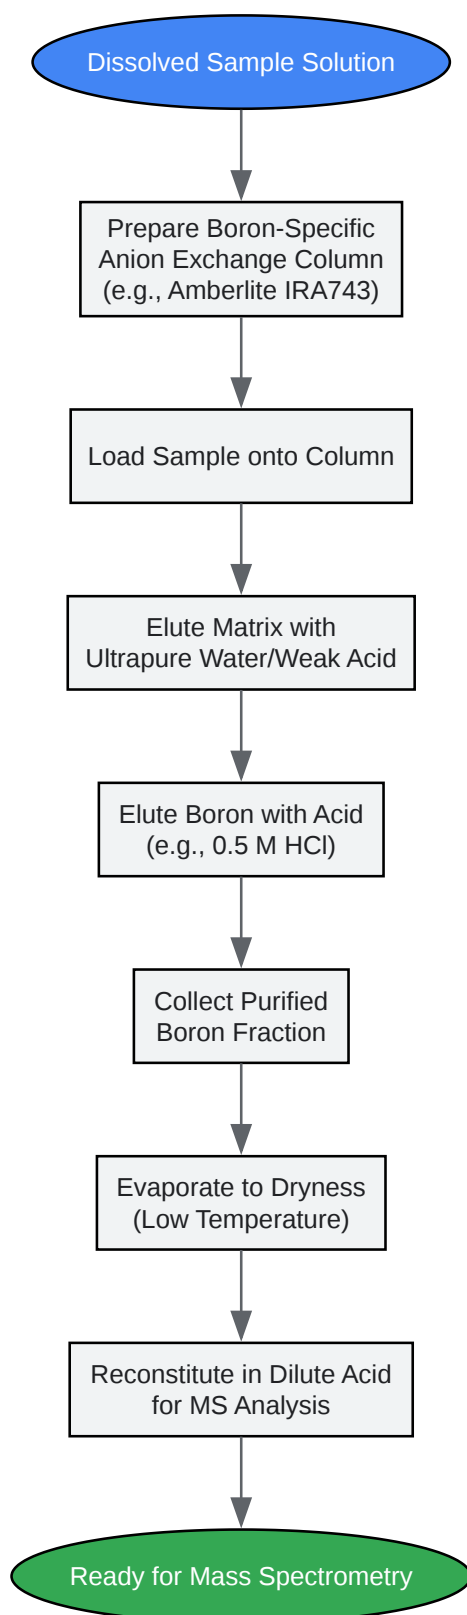 Dissolved Sample Solution
Prepare Boron-Specific
Anion Exchange Column
(e.g., Amberlite IRA743)
Load Sample onto Column
Elute Matrix with
Ultrapure Water/Weak Acid
Elute Boron with Acid
(e.g., 0.5 M HCl)
Collect Purified
Boron Fraction
Evaporate to Dryness
(Low Temperature)
Reconstitute in Dilute Acid
for MS Analysis
Ready for Mass Spectrometry